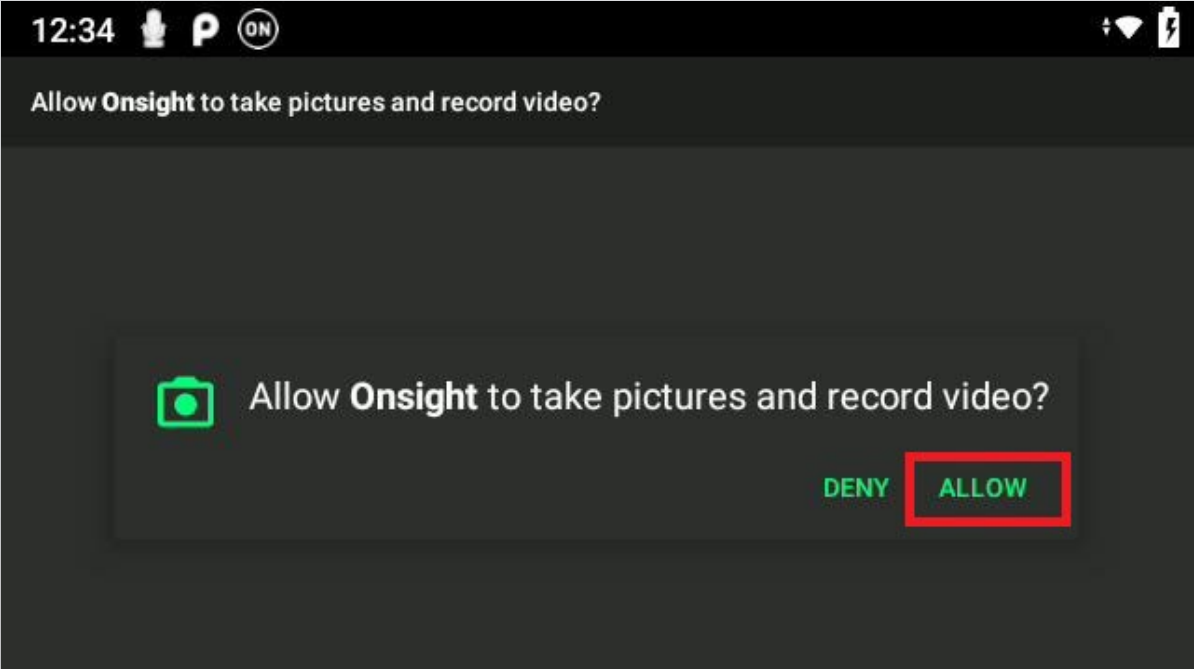 12:34 P ON
Allow Onsight to take pictures and record video?
Allow Onsight to take pictures and record video?
DENY ALLOW